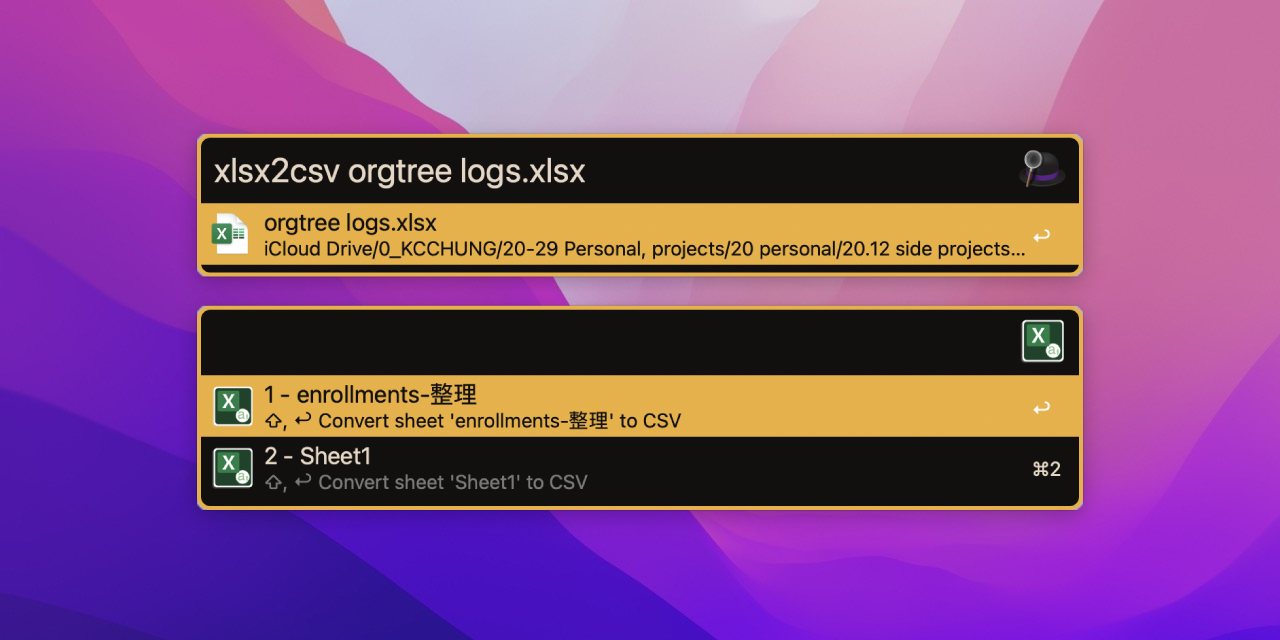 xlsx2csv orgtree logs.xlsx
orgtree logs.xlsx
iCloud Drive/0_KCCHUNG/20-29 Personal, projects/20 personal/20.12 side projects...
1 - enrollments-整理
⇧, ↩ Convert sheet 'enrollments-整理' to CSV
2 - Sheet1
⌘2
⇧, ↩ Convert sheet 'Sheet1' to CSV